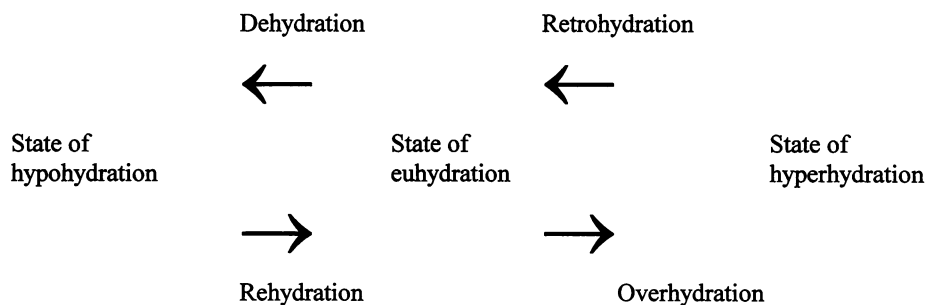 Dehydration
Retrohydration
State of
hypohydration
State of
euhydration
State of
hyperhydration
Rehydration
Overhydration